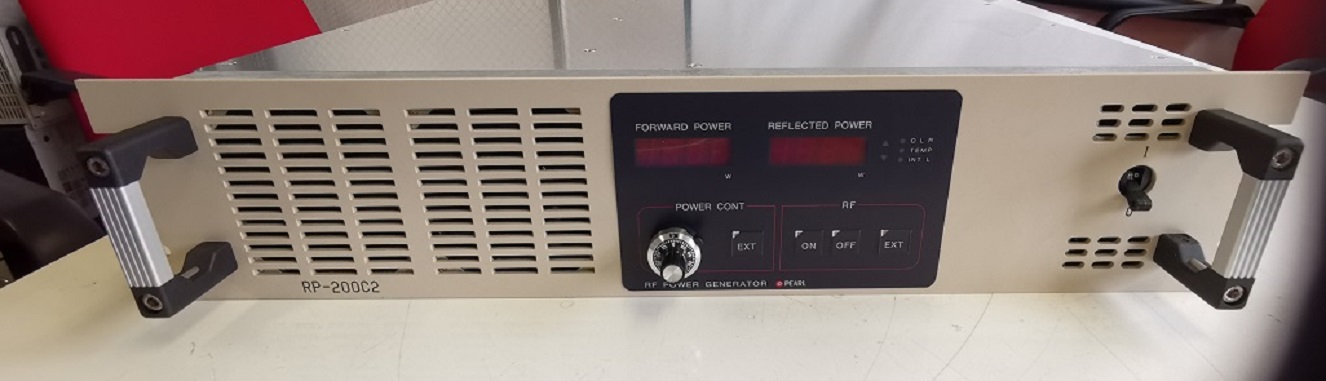 FORWARD POWER
REFLECTED POWER
W
W
O L R
TEMP
INT L
POWER CONT
RF
EXT
ON
OFF
EXT
RF POWER GENERATOR PEARL
RP-200C2